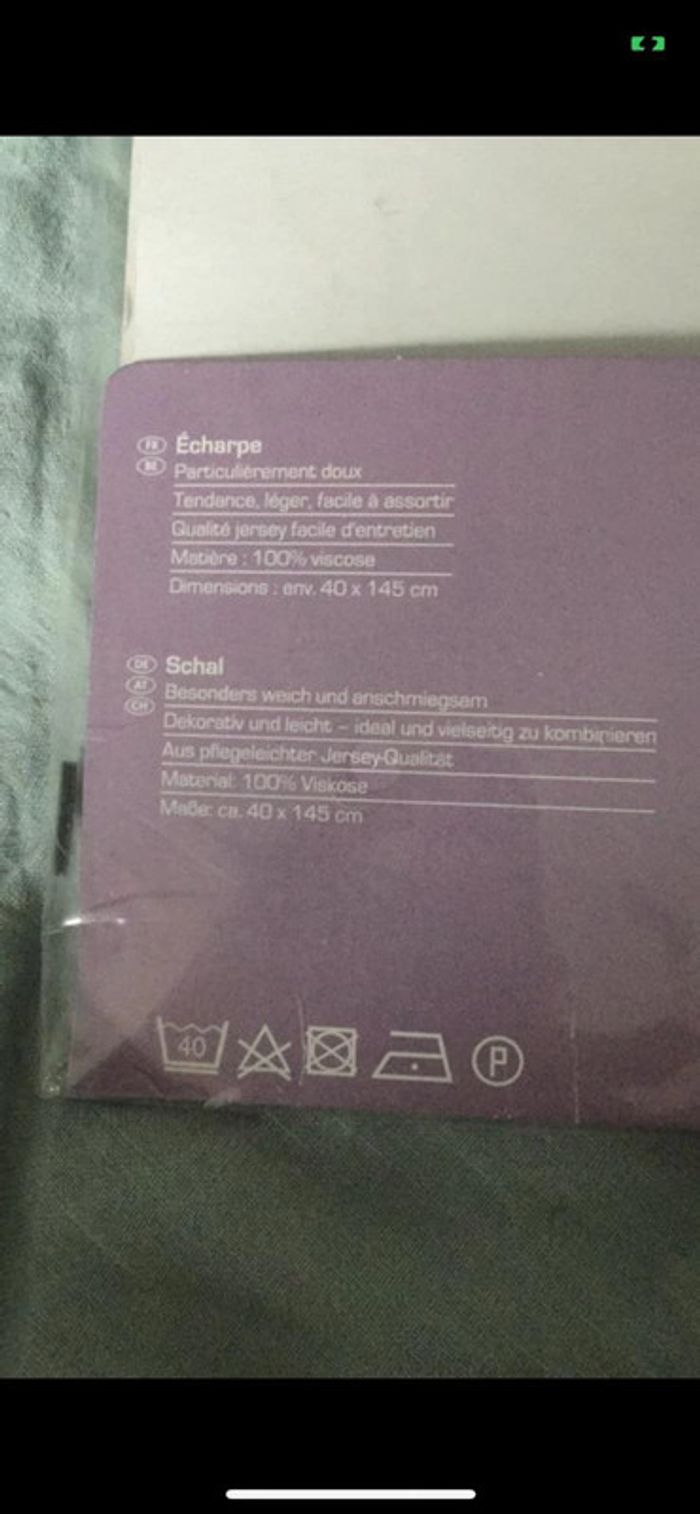 FR Écharpe
BE Particulièrement doux
Tendance, léger, facile à assortir
Qualité jersey facile d'entretien
Matière : 100% viscose
Dimensions : env. 40 x 145 cm
DE Schal
AT Besonders weich und anschmiegsam
CH Dekorativ und leicht – ideal und vielseitig zu kombinieren
Aus pflegeleichter Jersey-Qualität
Material: 100% Viskose
Maße: ca. 40 x 145 cm
40 P